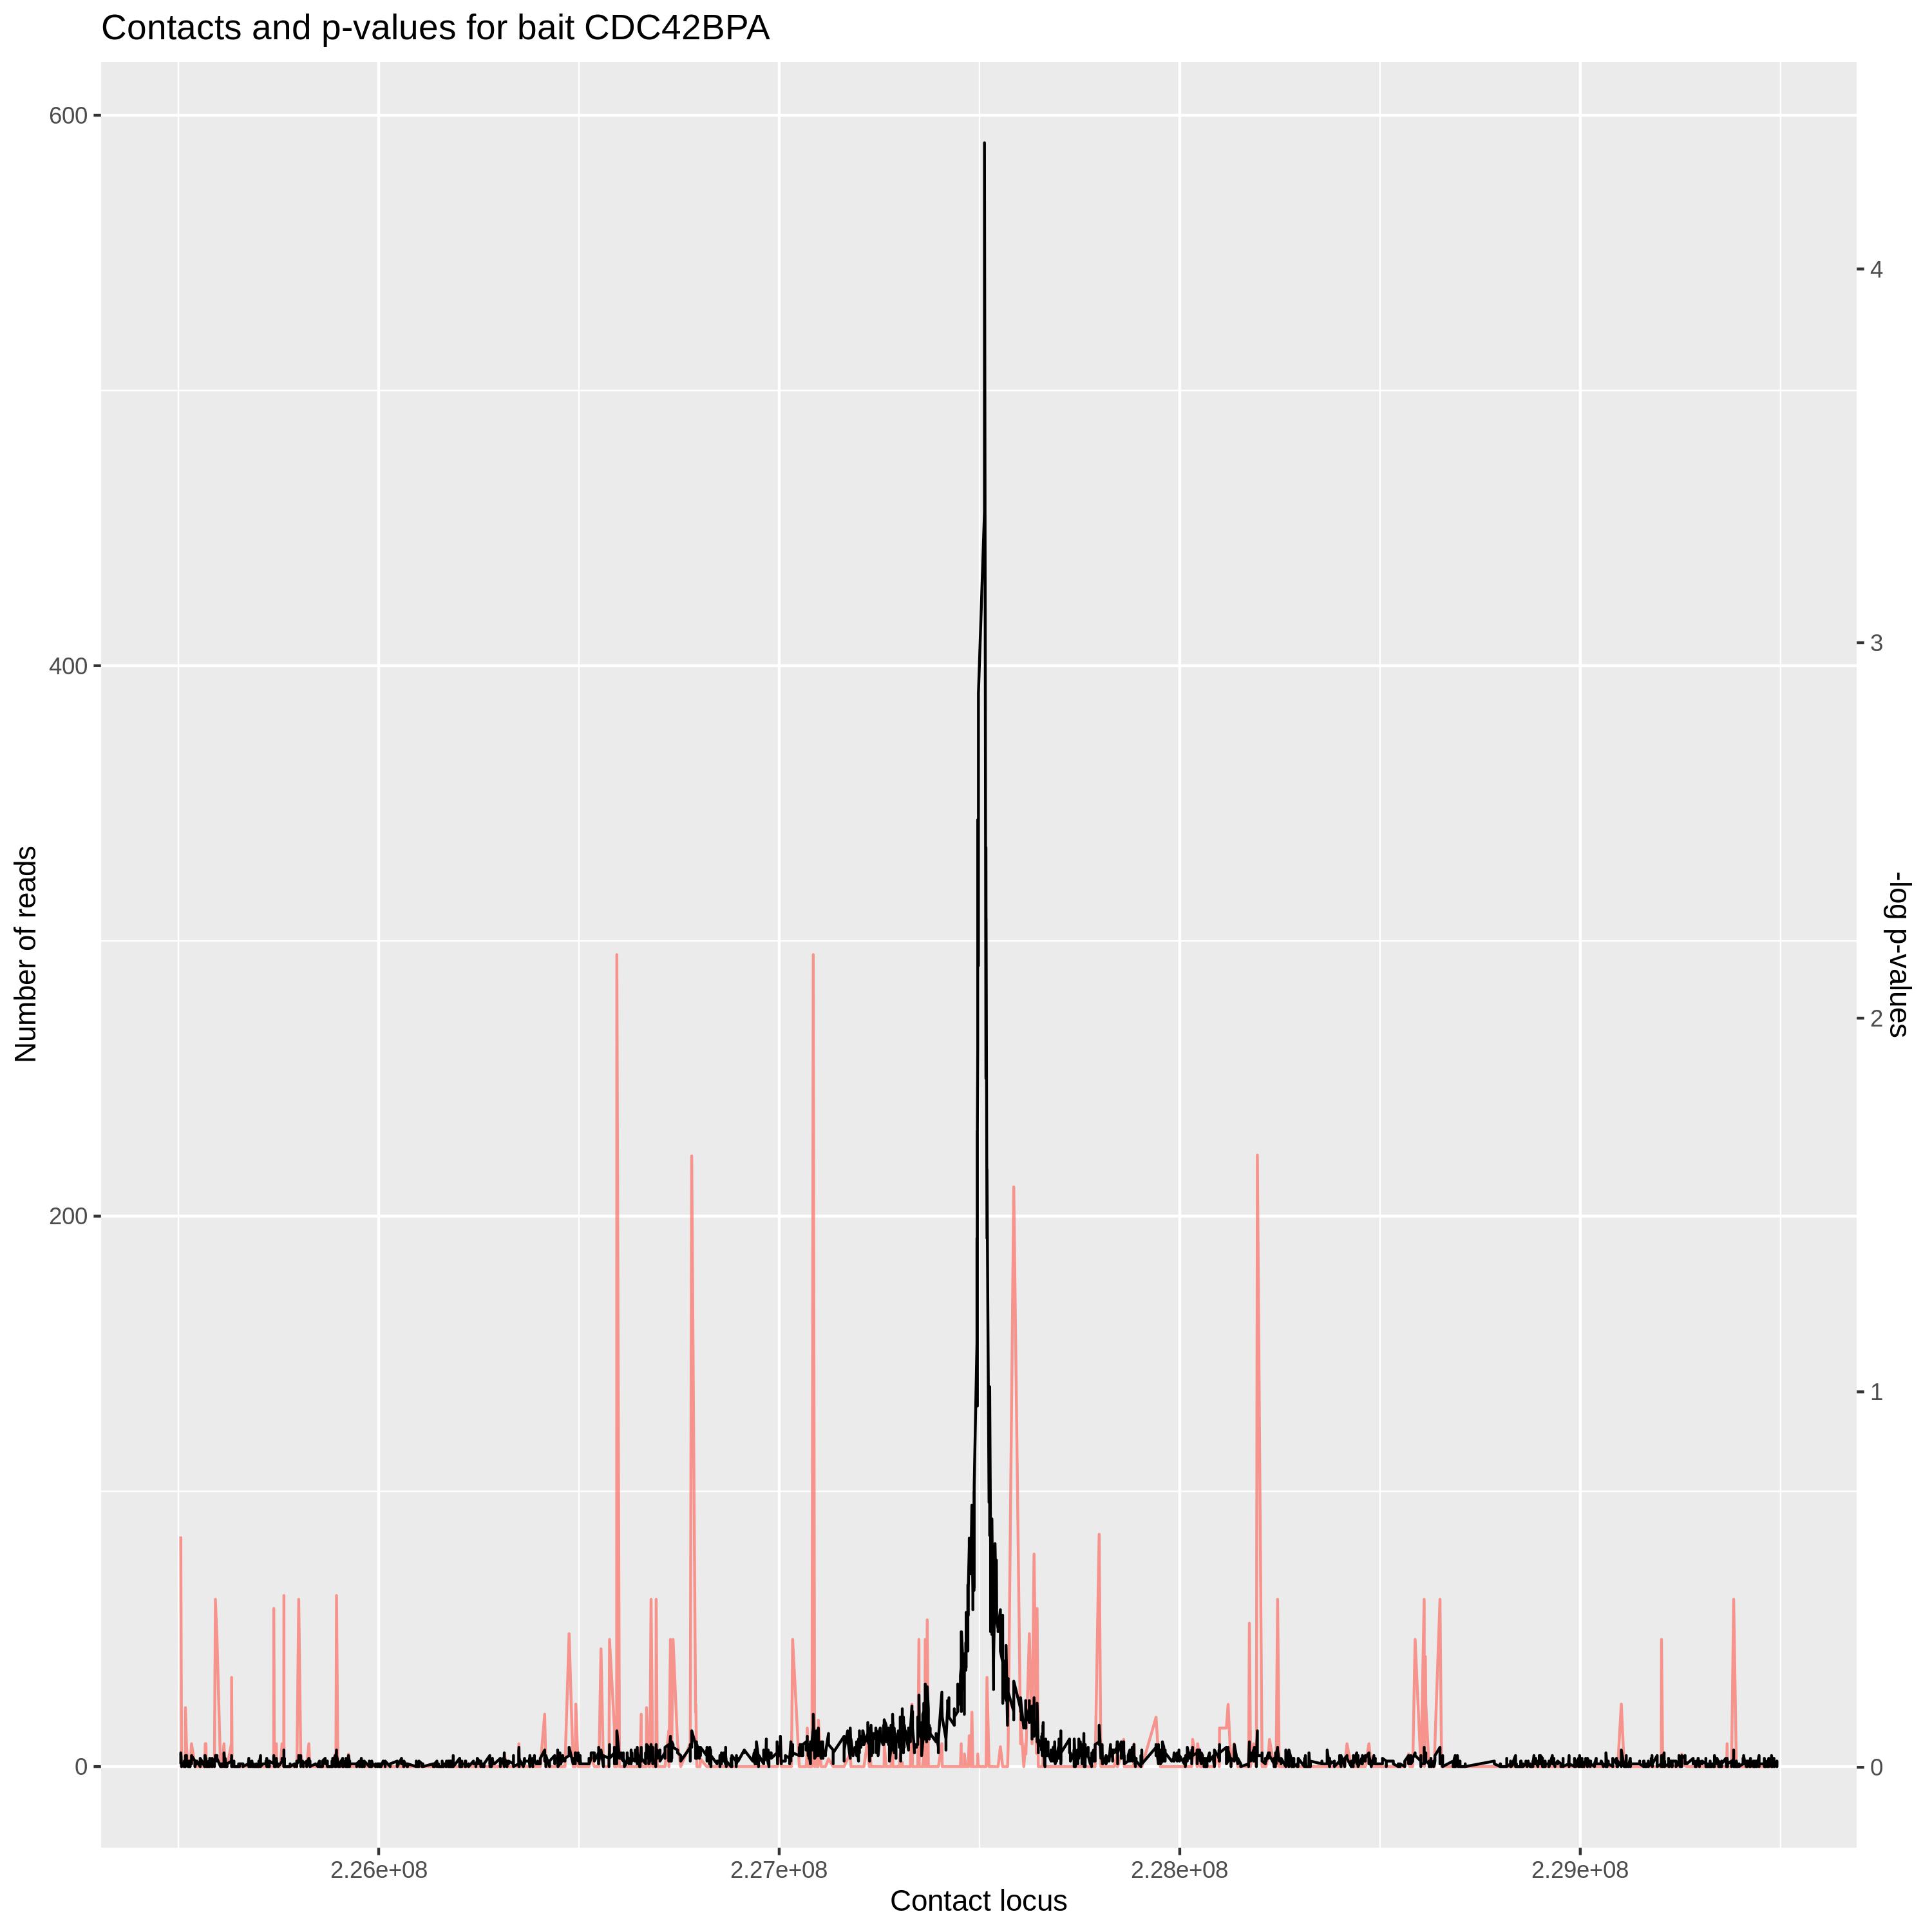 Contacts and p-values for bait CDC42BPA
600
400
200
0
Number of reads
4
3
2
1
0
-log p-values
2.26e+08
2.27e+08
2.28e+08
2.29e+08
Contact locus